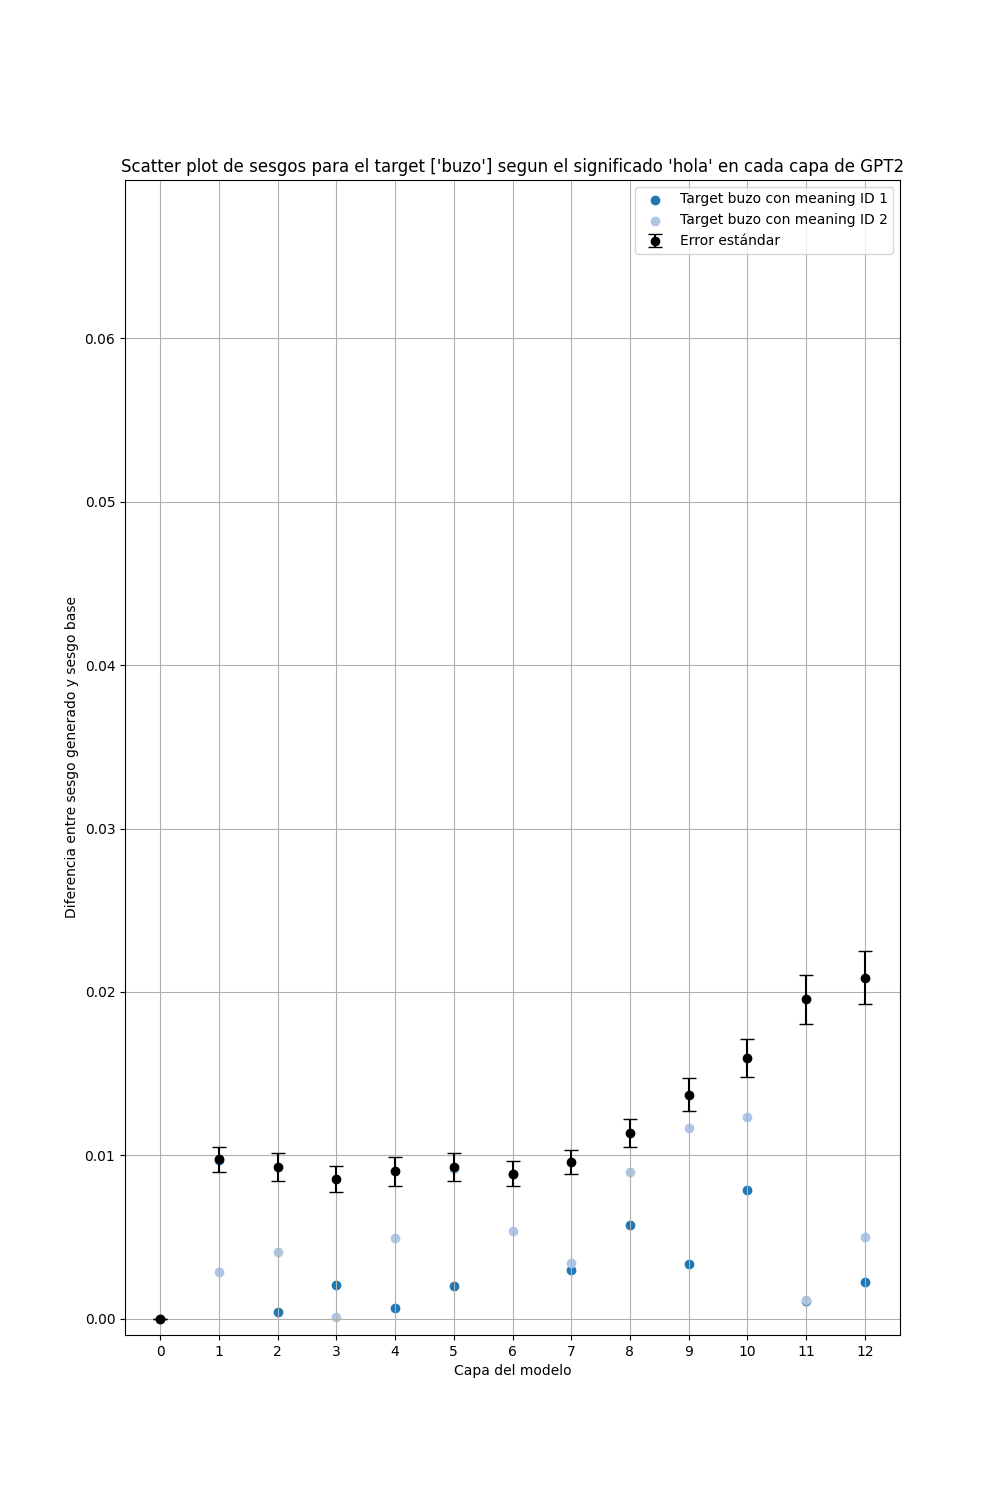 Scatter plot de sesgos para el target ['buzo'] segun el significado 'hola' en cada capa de GPT2
Target buzo con meaning ID 1
Target buzo con meaning ID 2
Error estándar
0.06
0.05
0.04
0.03
0.02
0.01
0.00
Diferencia entre sesgo generado y sesgo base
0 1 2 3 4 5 6 7 8 9 10 11 12
Capa del modelo